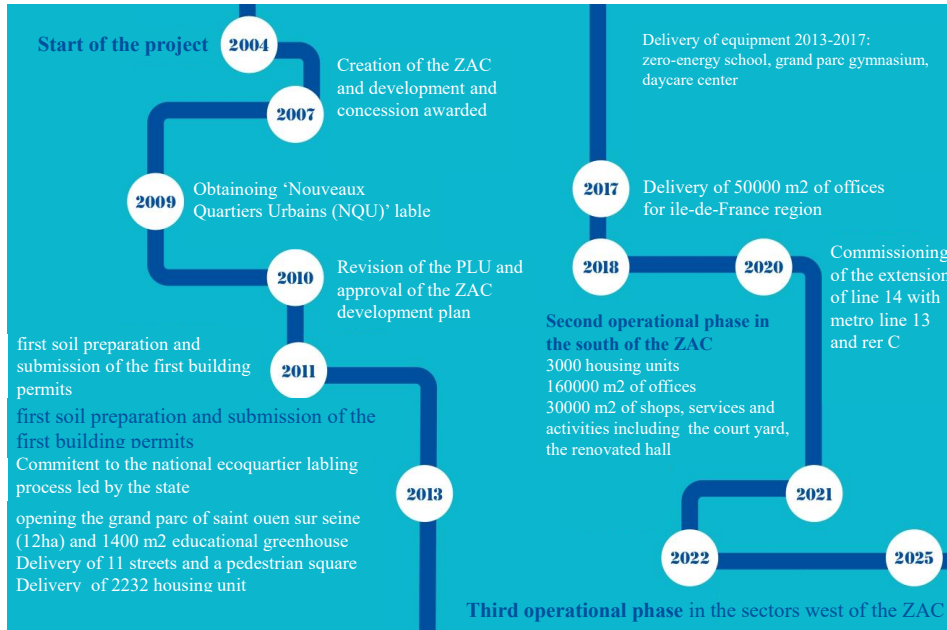 Start of the project
2004
Creation of the ZAC
and development and
concession awarded
2007
2009
Obtainoing ‘Nouveaux
Quartiers Urbains (NQU)’ lable
2010
Revision of the PLU and
approval of the ZAC
development plan
first soil preparation and
submission of the first building
permits
2011
first soil preparation and submission of the
first building permits
Commitent to the national ecoquartier labling
process led by the state
2013
opening the grand parc of saint ouen sur seine
(12ha) and 1400 m2 educational greenhouse
Delivery of 11 streets and a pedestrian square
Delivery of 2232 housing unit
Delivery of equipment 2013-2017:
zero-energy school, grand parc gymnasium,
daycare center
2017
Delivery of 50000 m2 of offices
for ile-de-France region
2018
2020
Commissioning
of the extension
of line 14 with
metro line 13
and rer C
Second operational phase in
the south of the ZAC
3000 housing units
160000 m2 of offices
30000 m2 of shops, services and
activities including the court yard,
the renovated hall
2021
2022
2025
Third operational phase in the sectors west of the ZAC